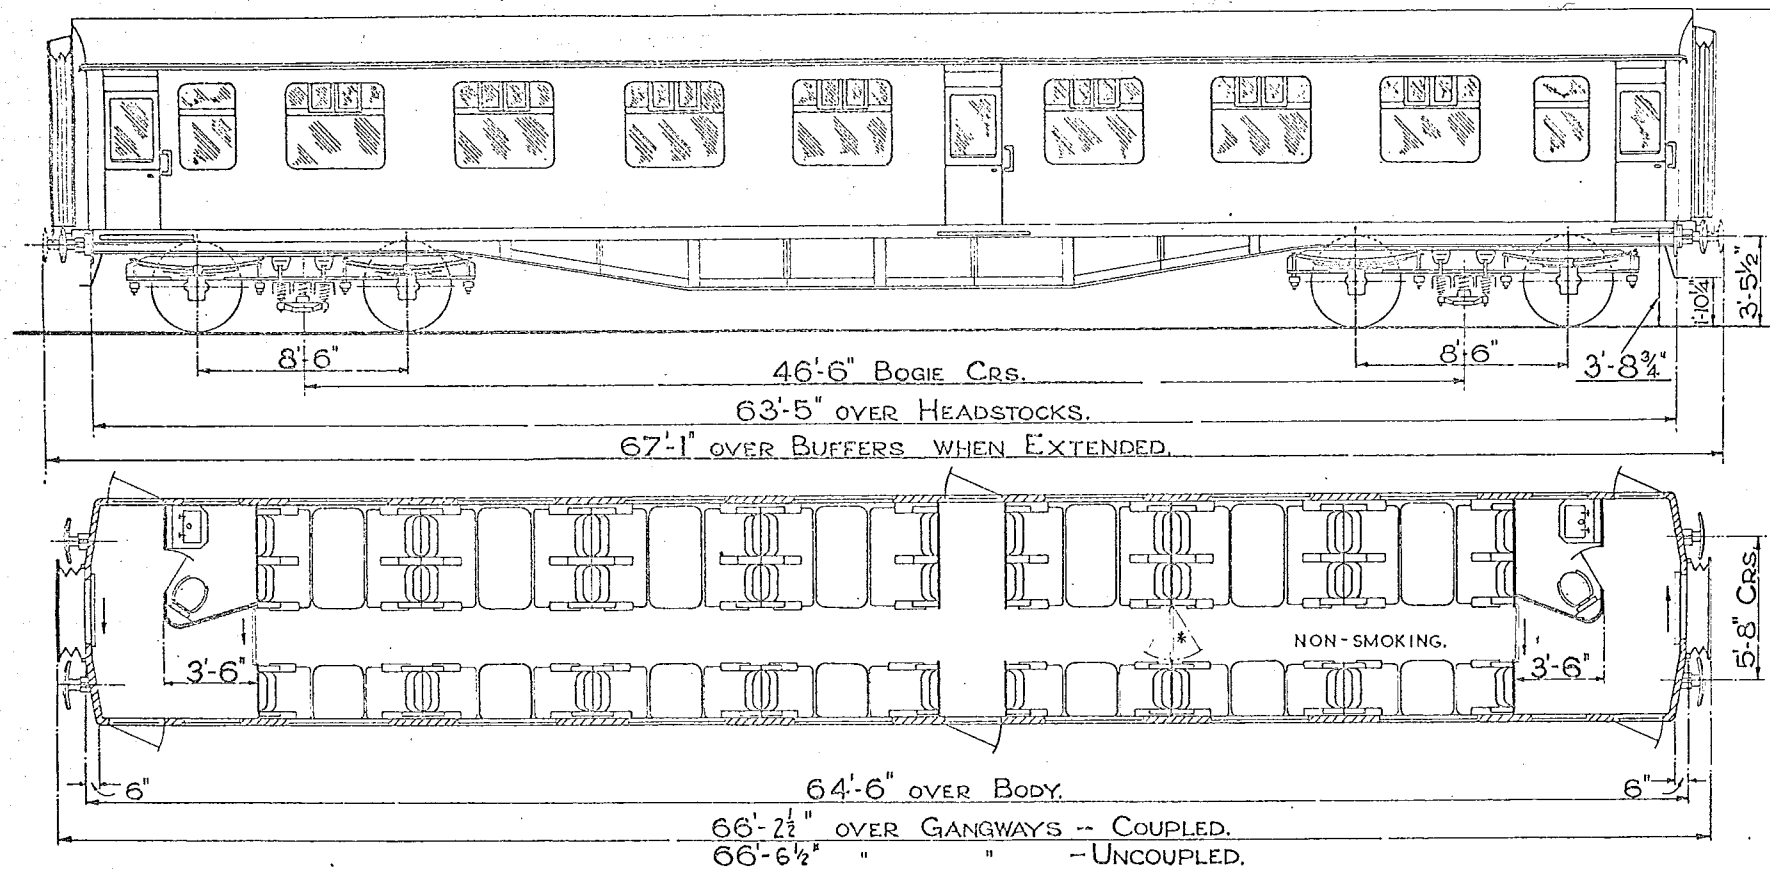 8'-6"
8'-6"
1'-10¼"
3'-5½"
3'-8¾"
46'-6" BOGIE CRS.
63'-5" OVER HEADSTOCKS.
67'-1" OVER BUFFERS WHEN EXTENDED.
*
NON-SMOKING.
3'-6"
3'-6"
5'-8" CRS.
6"
64'-6" OVER BODY.
6"
66'-2½" OVER GANGWAYS -- COUPLED.
66'-6½" " " - UNCOUPLED.